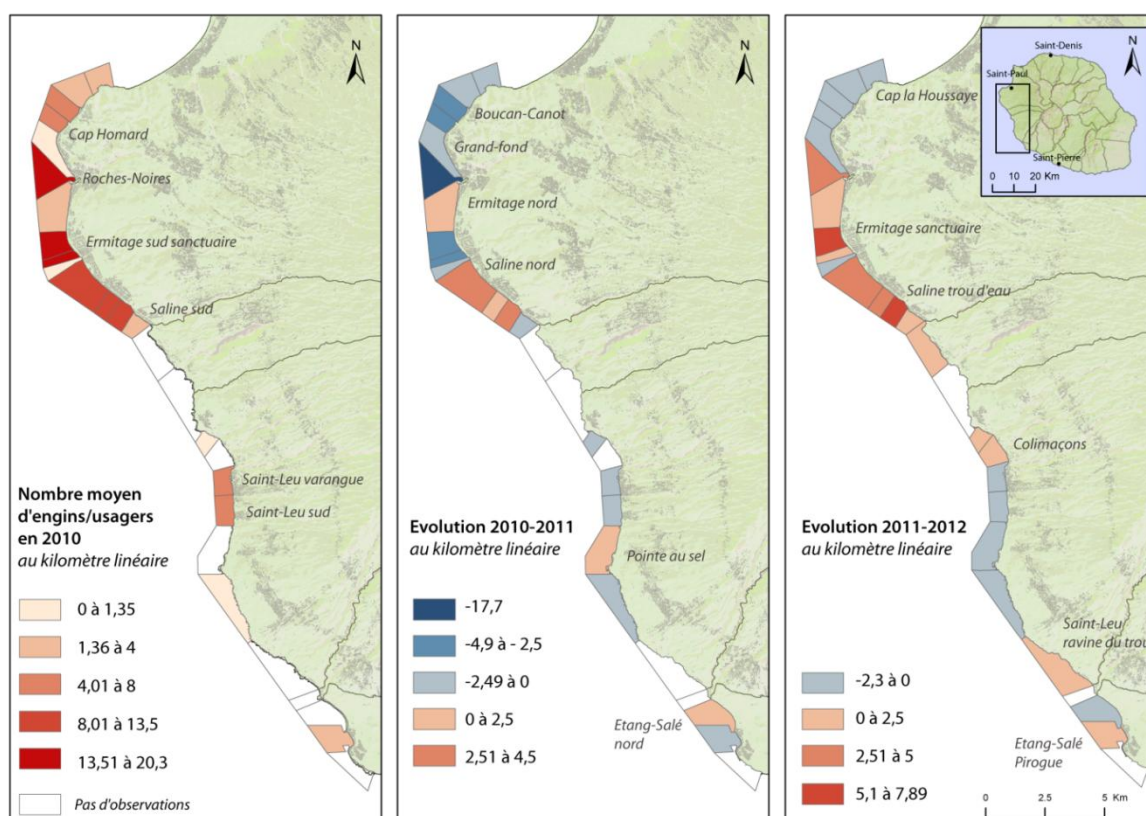 N
Cap Homard
Roches-Noires
Ermitage sud sanctuaire
Saline sud
Saint-Leu varangue
Saint-Leu sud
Nombre moyen
d'engins/usagers
en 2010
au kilomètre linéaire
0 à 1,35
1,36 à 4
4,01 à 8
8,01 à 13,5
13,51 à 20,3
Pas d'observations
N
Boucan-Canot
Grand-fond
Ermitage nord
Saline nord
Evolution 2010-2011
au kilomètre linéaire
Pointe au sel
-17,7
-4,9 à - 2,5
-2,49 à 0
0 à 2,5
2,51 à 4,5
Etang-Salé
nord
N
Saint-Denis
Saint-Paul
Saint-Pierre
0 10 20 Km
Cap la Houssaye
Ermitage sanctuaire
Saline trou d'eau
Colimaçons
Evolution 2011-2012
au kilomètre linéaire
Saint-Leu
ravine du trou
-2,3 à 0
0 à 2,5
2,51 à 5
5,1 à 7,89
Etang-Salé
Pirogue
0 2.5 5 Km